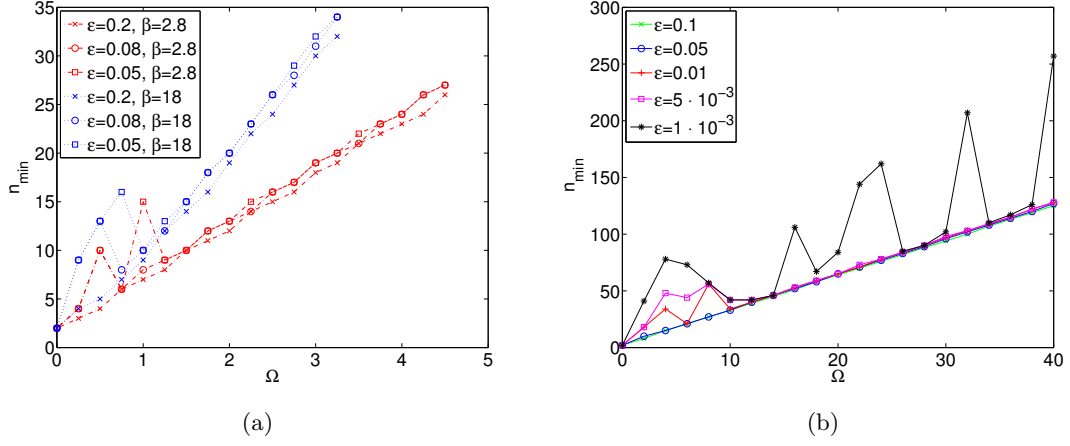 35
30
25
20
15
10
5
0
n_min
0 1 2 3 4 5
Ω
ε=0.2, β=2.8
ε=0.08, β=2.8
ε=0.05, β=2.8
ε=0.2, β=18
ε=0.08, β=18
ε=0.05, β=18
(a)
300
250
200
150
100
50
0
n_min
0 10 20 30 40
Ω
ε=0.1
ε=0.05
ε=0.01
ε=5 · 10⁻³
ε=1 · 10⁻³
(b)